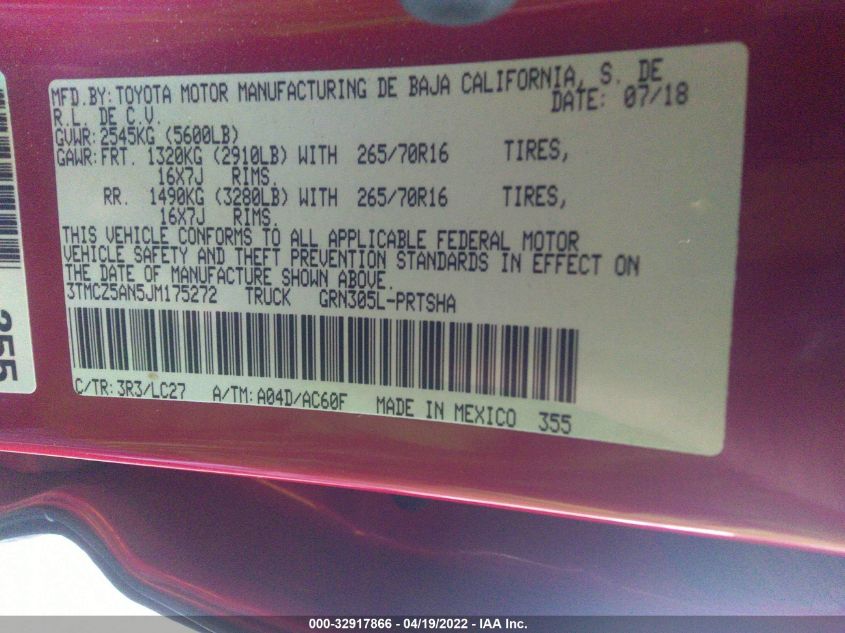 MFD.BY:TOYOTA MOTOR MANUFACTURING DE BAJA CALIFORNIA, S. DE
R.L. DE C.V. DATE: 07/18
GVWR:2545KG (5600LB)
GAWR:FRT. 1320KG (2910LB) WITH 265/70R16 TIRES,
16X7J RIMS.
RR. 1490KG (3280LB) WITH 265/70R16 TIRES,
16X7J RIMS.
THIS VEHICLE CONFORMS TO ALL APPLICABLE FEDERAL MOTOR
VEHICLE SAFETY AND THEFT PREVENTION STANDARDS IN EFFECT ON
THE DATE OF MANUFACTURE SHOWN ABOVE.
3TMCZ5AN5JM175272 TRUCK GRN305L-PRTSHA
C/TR:3R3/LC27 A/TM:A04D/AC60F MADE IN MEXICO 355
255
000-32917866 - 04/19/2022 - IAA Inc.